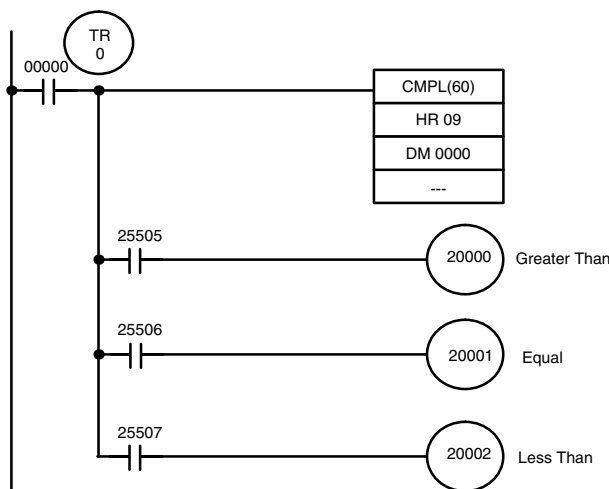 TR
0
00000
CMPL(60)
HR 09
DM 0000
---
25505
20000
Greater Than
25506
20001
Equal
25507
20002
Less Than